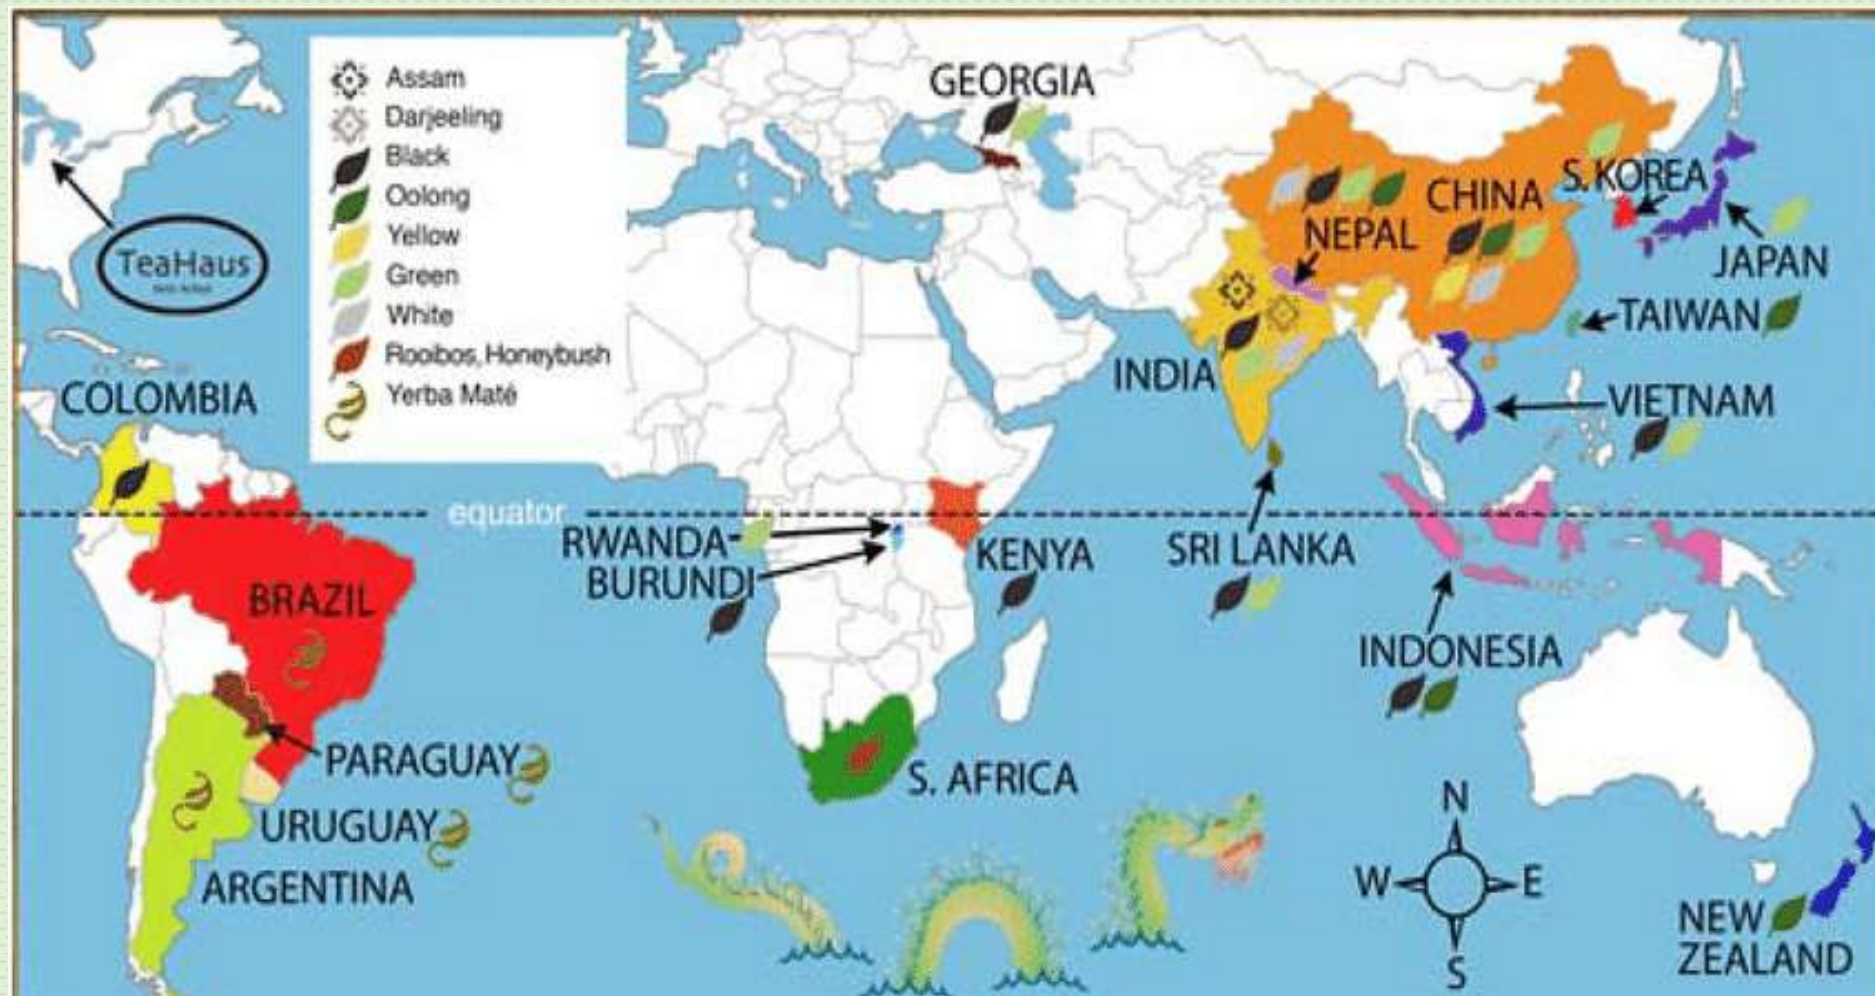 Assam
Darjeeling
Black
Oolong
Yellow
Green
White
Rooibos, Honeybush
Yerba Maté
TeaHaus
GEORGIA
S. KOREA
CHINA
NEPAL
JAPAN
TAIWAN
INDIA
VIETNAM
COLOMBIA
equator
RWANDA
BURUNDI
KENYA
SRI LANKA
BRAZIL
INDONESIA
PARAGUAY
S. AFRICA
URUGUAY
ARGENTINA
N
W E
S
NEW
ZEALAND